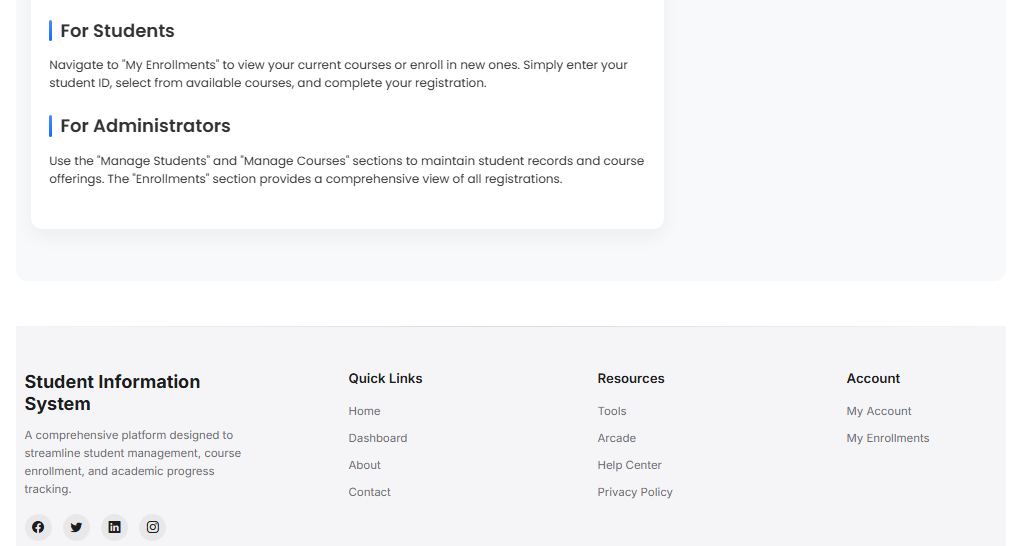 For Students
Navigate to "My Enrollments" to view your current courses or enroll in new ones. Simply enter your
student ID, select from available courses, and complete your registration.
For Administrators
Use the "Manage Students" and "Manage Courses" sections to maintain student records and course
offerings. The "Enrollments" section provides a comprehensive view of all registrations.
Student Information
System
A comprehensive platform designed to
streamline student management, course
enrollment, and academic progress
tracking.
Quick Links
Home
Dashboard
About
Contact
Resources
Tools
Arcade
Help Center
Privacy Policy
Account
My Account
My Enrollments